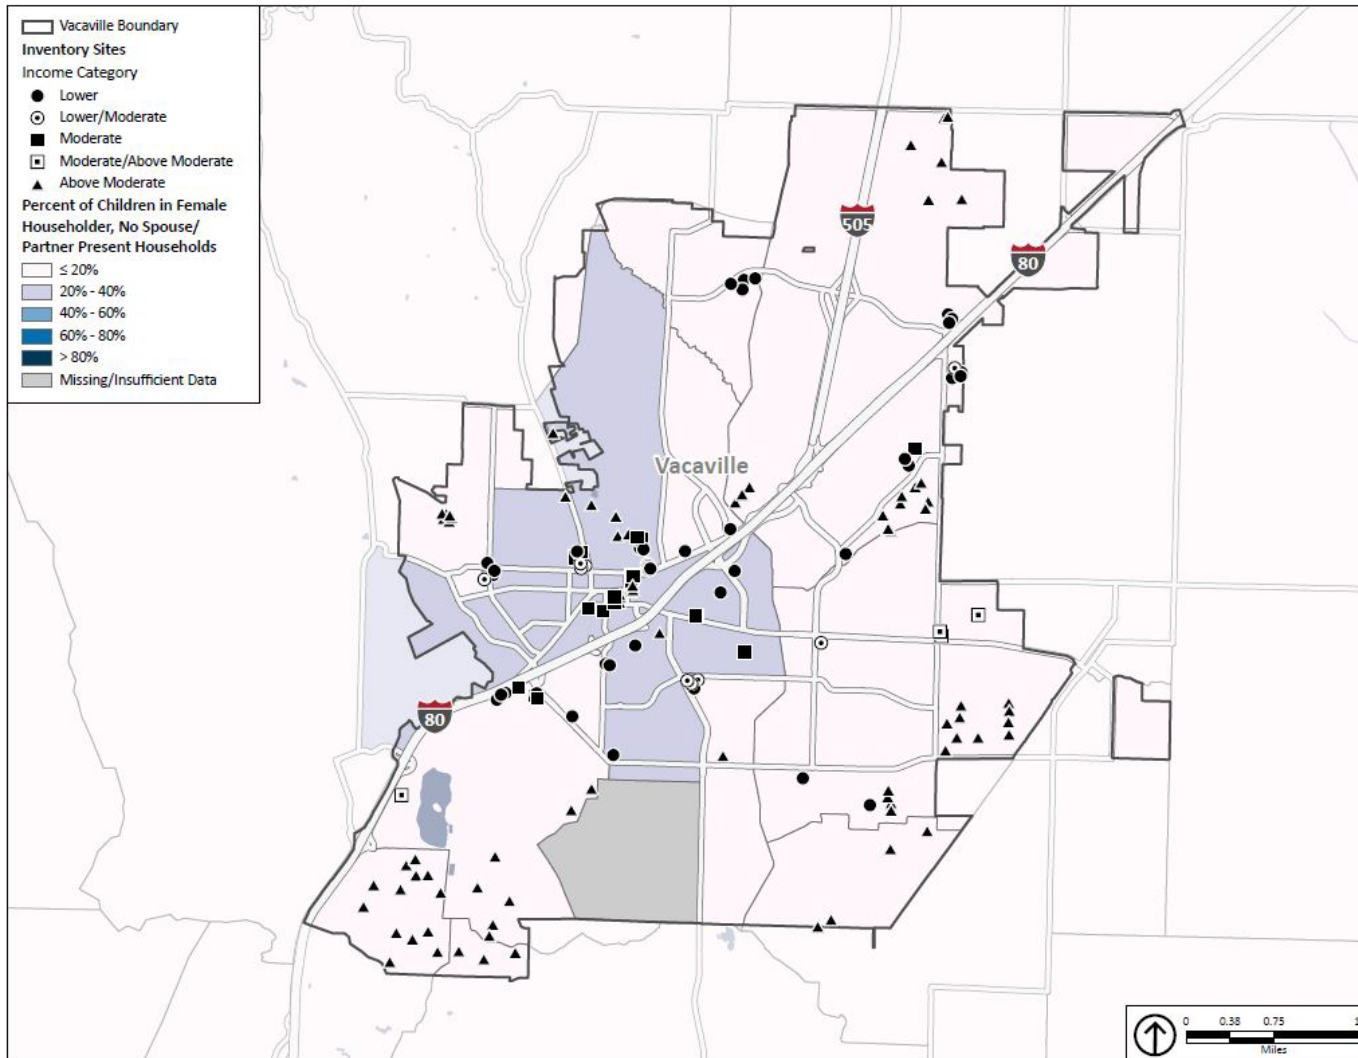 Vacaville Boundary
Inventory Sites
Income Category
Lower
Lower/Moderate
Moderate
Moderate/Above Moderate
Above Moderate
Percent of Children in Female
Householder, No Spouse/
Partner Present Households
≤ 20%
20% - 40%
40% - 60%
60% - 80%
> 80%
Missing/Insufficient Data
505
80
Vacaville
80
0 0.38 0.75 1
Miles